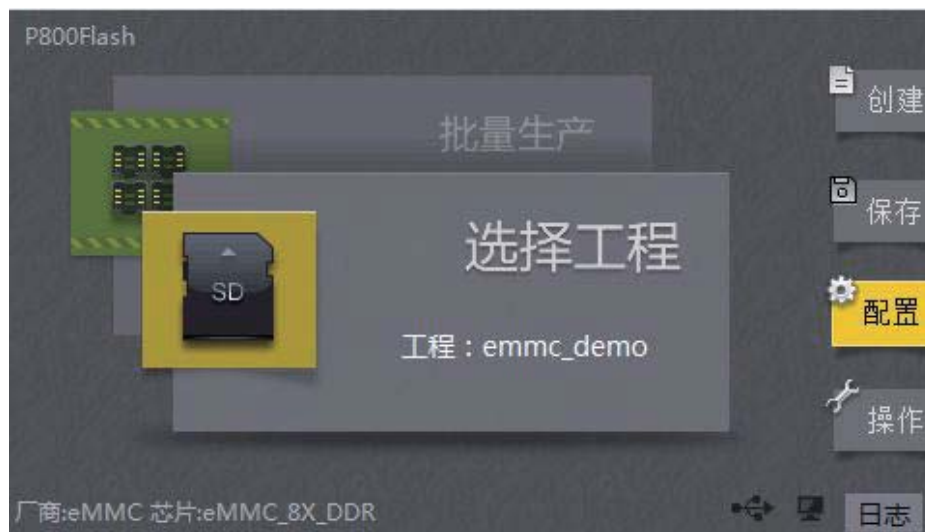 P800Flash
批量生产
选择工程
SD
工程：emmc_demo
创建
保存
配置
操作
厂商:eMMC 芯片:eMMC_8X_DDR
日志